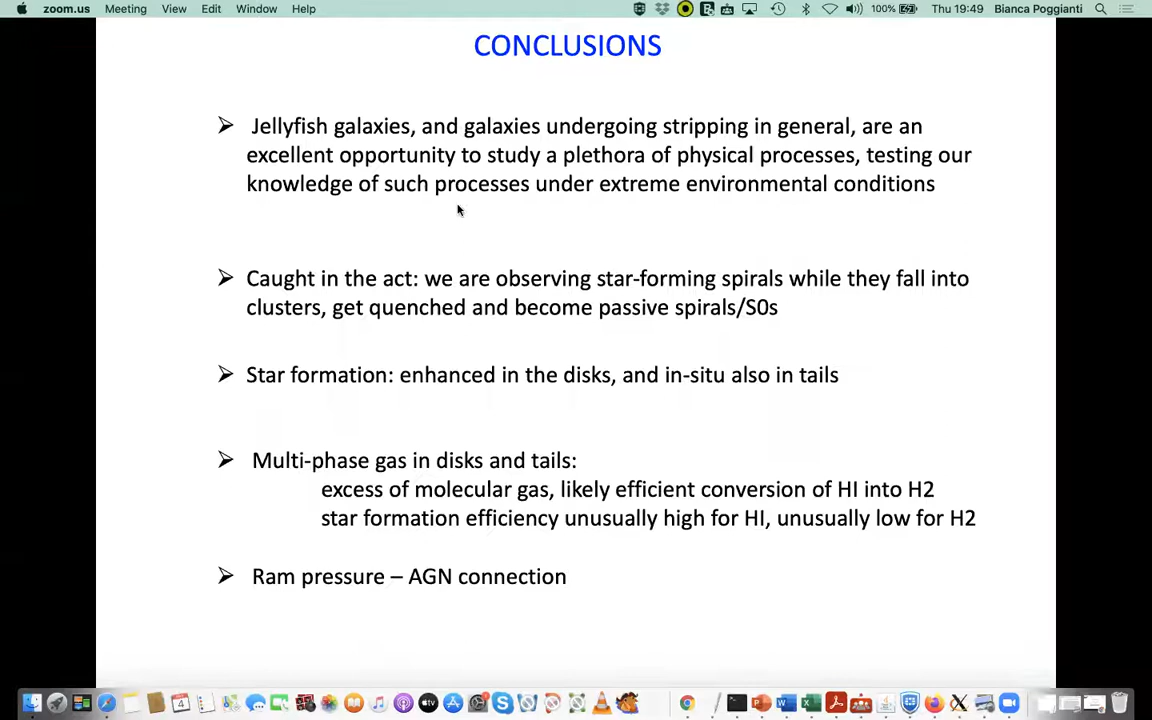 zoom.us Meeting View Edit Window Help 100% Thu 19:49 Bianca Poggianti
CONCLUSIONS
➢ Jellyfish galaxies, and galaxies undergoing stripping in general, are an
excellent opportunity to study a plethora of physical processes, testing our
knowledge of such processes under extreme environmental conditions
➢ Caught in the act: we are observing star-forming spirals while they fall into
clusters, get quenched and become passive spirals/S0s
➢ Star formation: enhanced in the disks, and in-situ also in tails
➢ Multi-phase gas in disks and tails:
excess of molecular gas, likely efficient conversion of HI into H2
star formation efficiency unusually high for HI, unusually low for H2
➢ Ram pressure – AGN connection